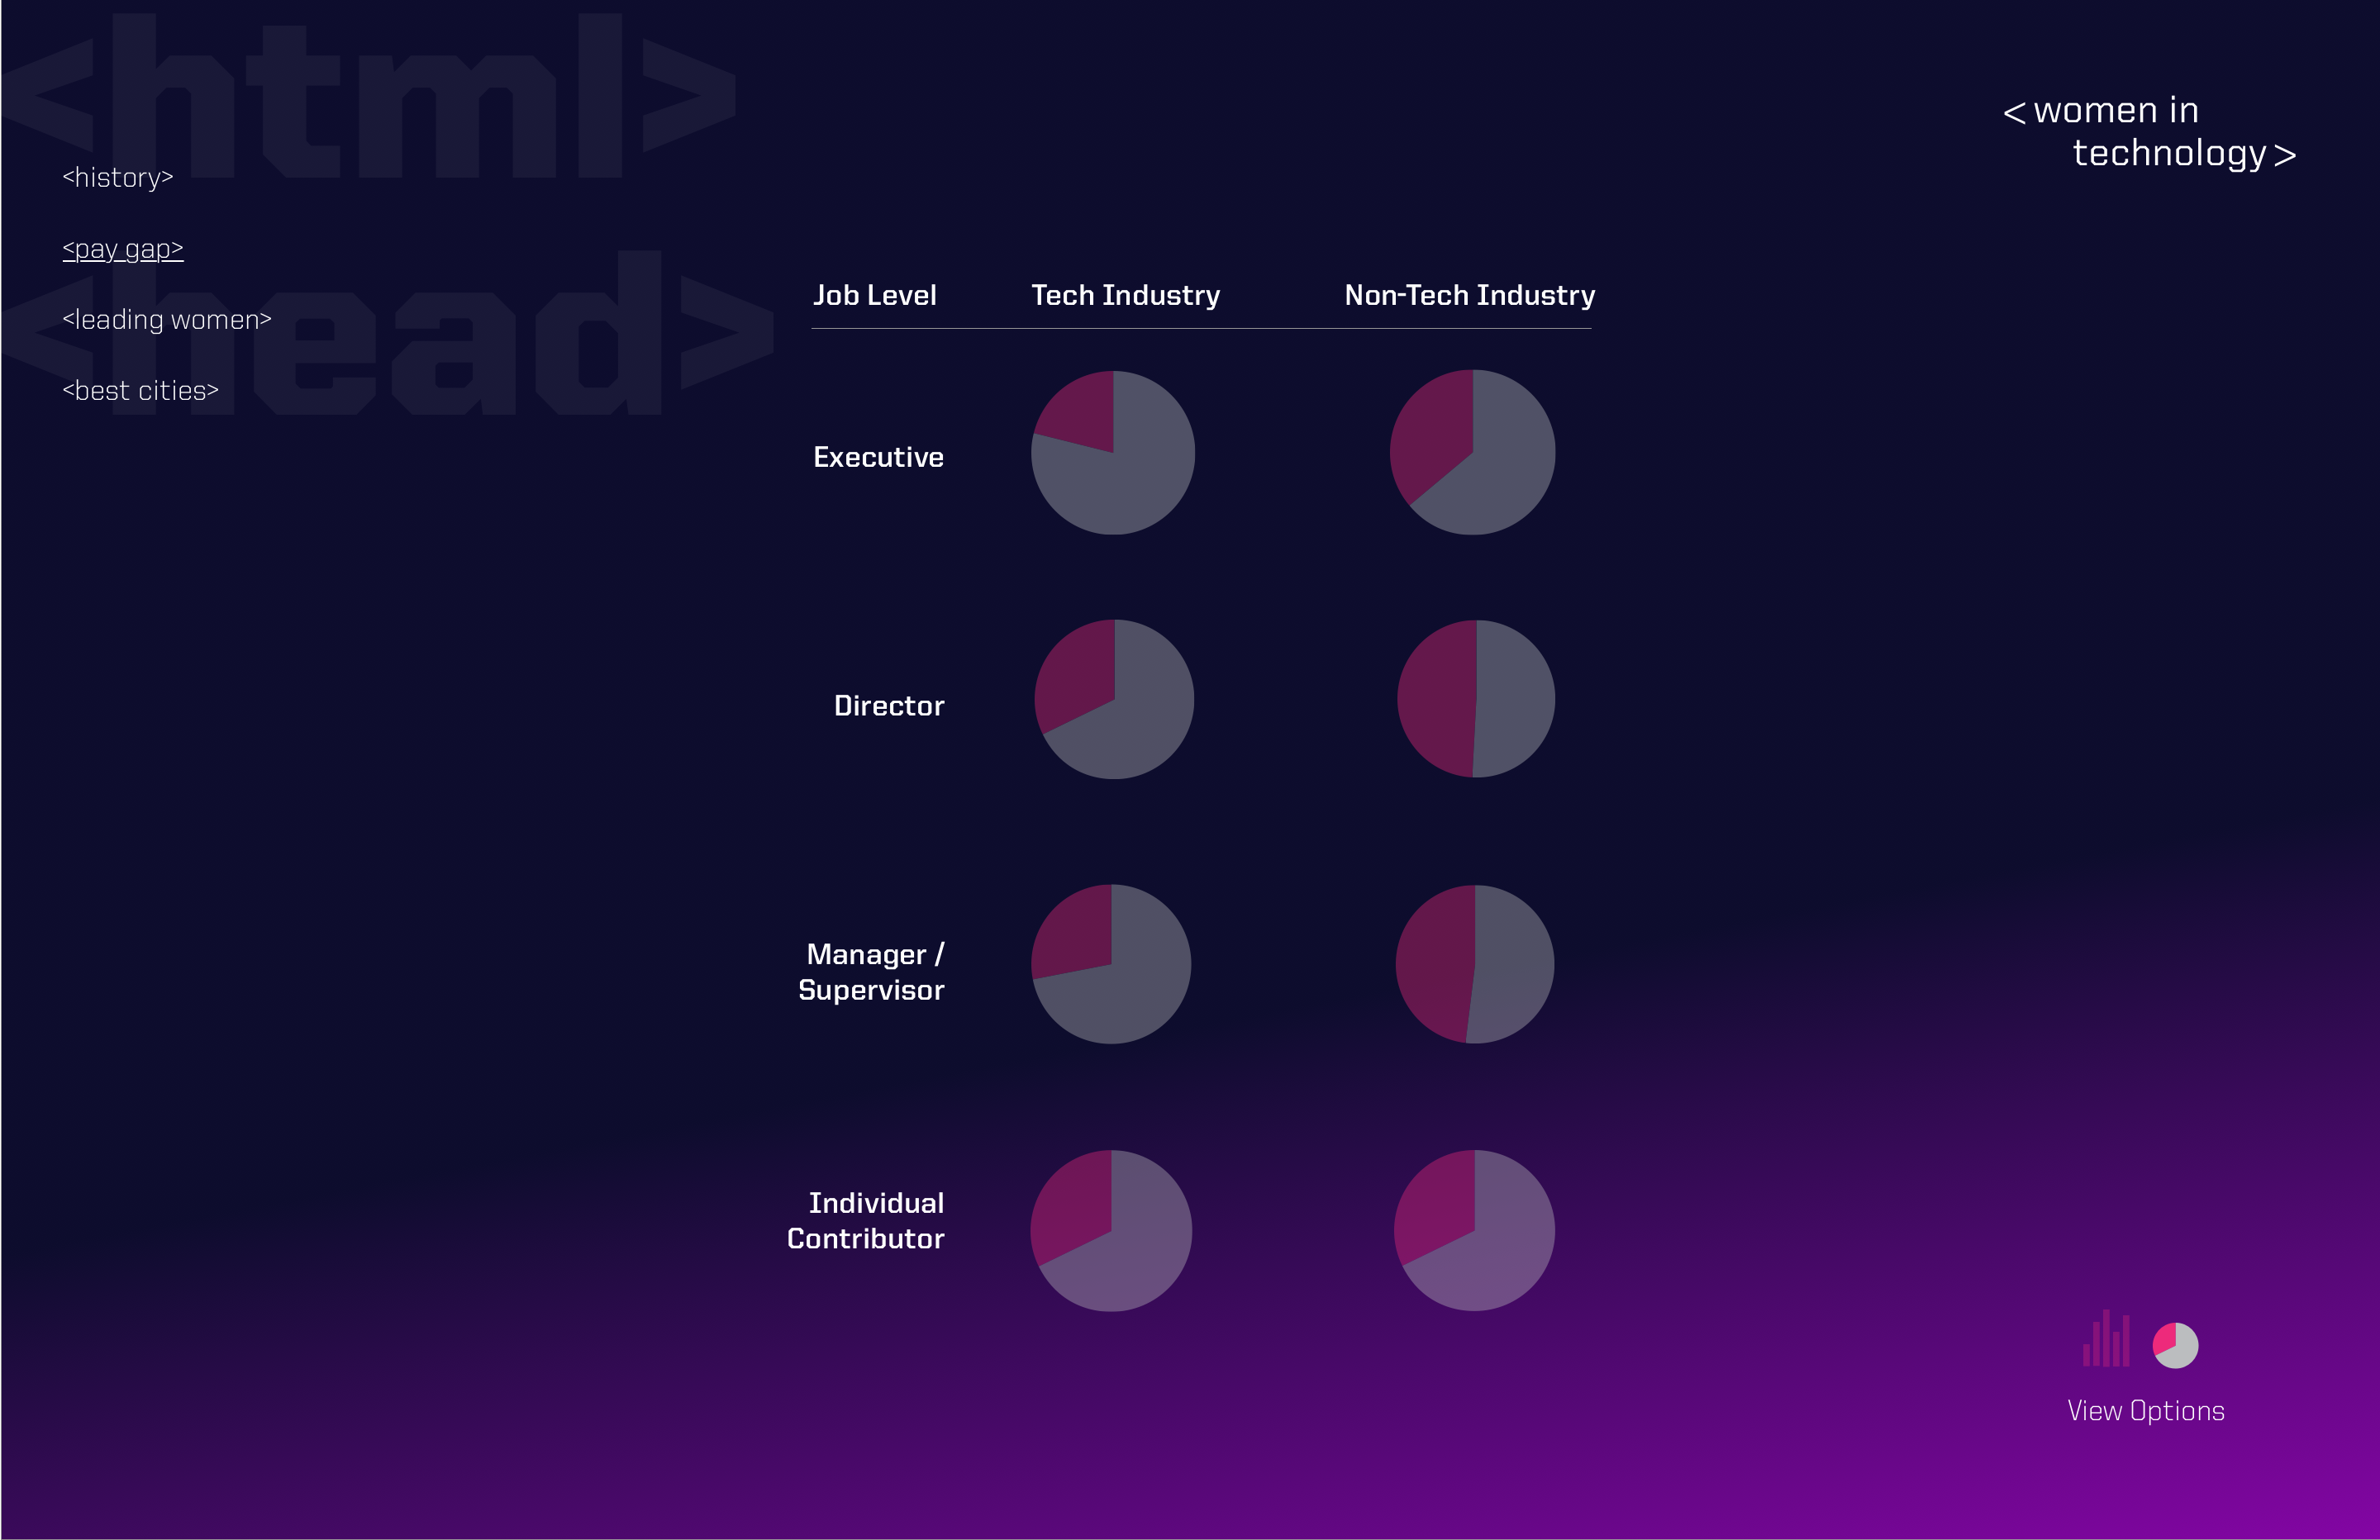 <html>
<head>
<history>
<pay gap>
<leading women>
<best cities>
< women in
technology >
Job Level Tech Industry Non-Tech Industry
Executive
Director
Manager /
Supervisor
Individual
Contributor
View Options